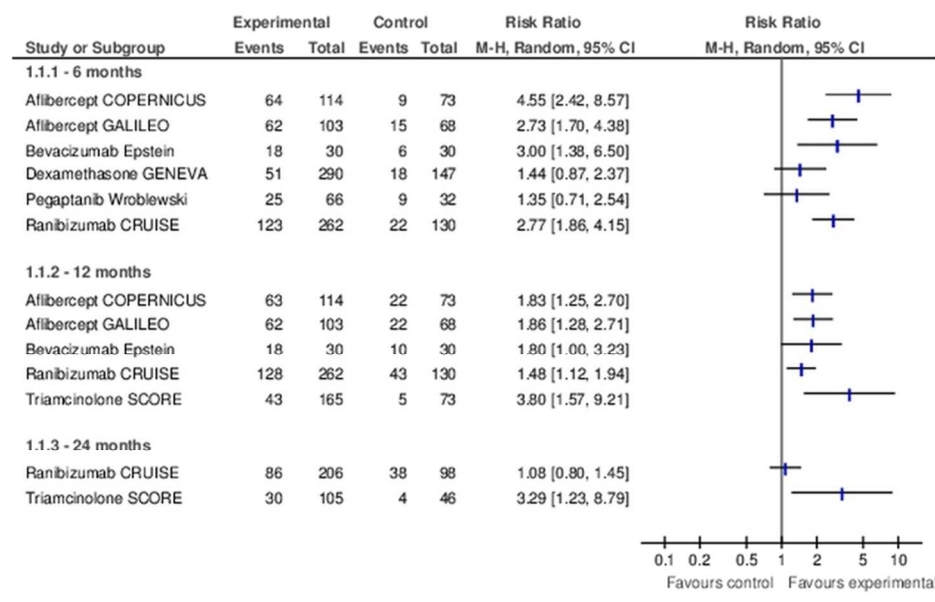 Experimental Control Risk Ratio Risk Ratio
Study or Subgroup Events Total Events Total M-H, Random, 95% CI M-H, Random, 95% CI
1.1.1 - 6 months
Aflibercept COPERNICUS 64 114 9 73 4.55 [2.42, 8.57]
Aflibercept GALILEO 62 103 15 68 2.73 [1.70, 4.38]
Bevacizumab Epstein 18 30 6 30 3.00 [1.38, 6.50]
Dexamethasone GENEVA 51 290 18 147 1.44 [0.87, 2.37]
Pegaptanib Wroblewski 25 66 9 32 1.35 [0.71, 2.54]
Ranibizumab CRUISE 123 262 22 130 2.77 [1.86, 4.15]
1.1.2 - 12 months
Aflibercept COPERNICUS 63 114 22 73 1.83 [1.25, 2.70]
Aflibercept GALILEO 62 103 22 68 1.86 [1.28, 2.71]
Bevacizumab Epstein 18 30 10 30 1.80 [1.00, 3.23]
Ranibizumab CRUISE 128 262 43 130 1.48 [1.12, 1.94]
Triamcinolone SCORE 43 165 5 73 3.80 [1.57, 9.21]
1.1.3 - 24 months
Ranibizumab CRUISE 86 206 38 98 1.08 [0.80, 1.45]
Triamcinolone SCORE 30 105 4 46 3.29 [1.23, 8.79]
0.1 0.2 0.5 1 2 5 10
Favours control Favours experimenta